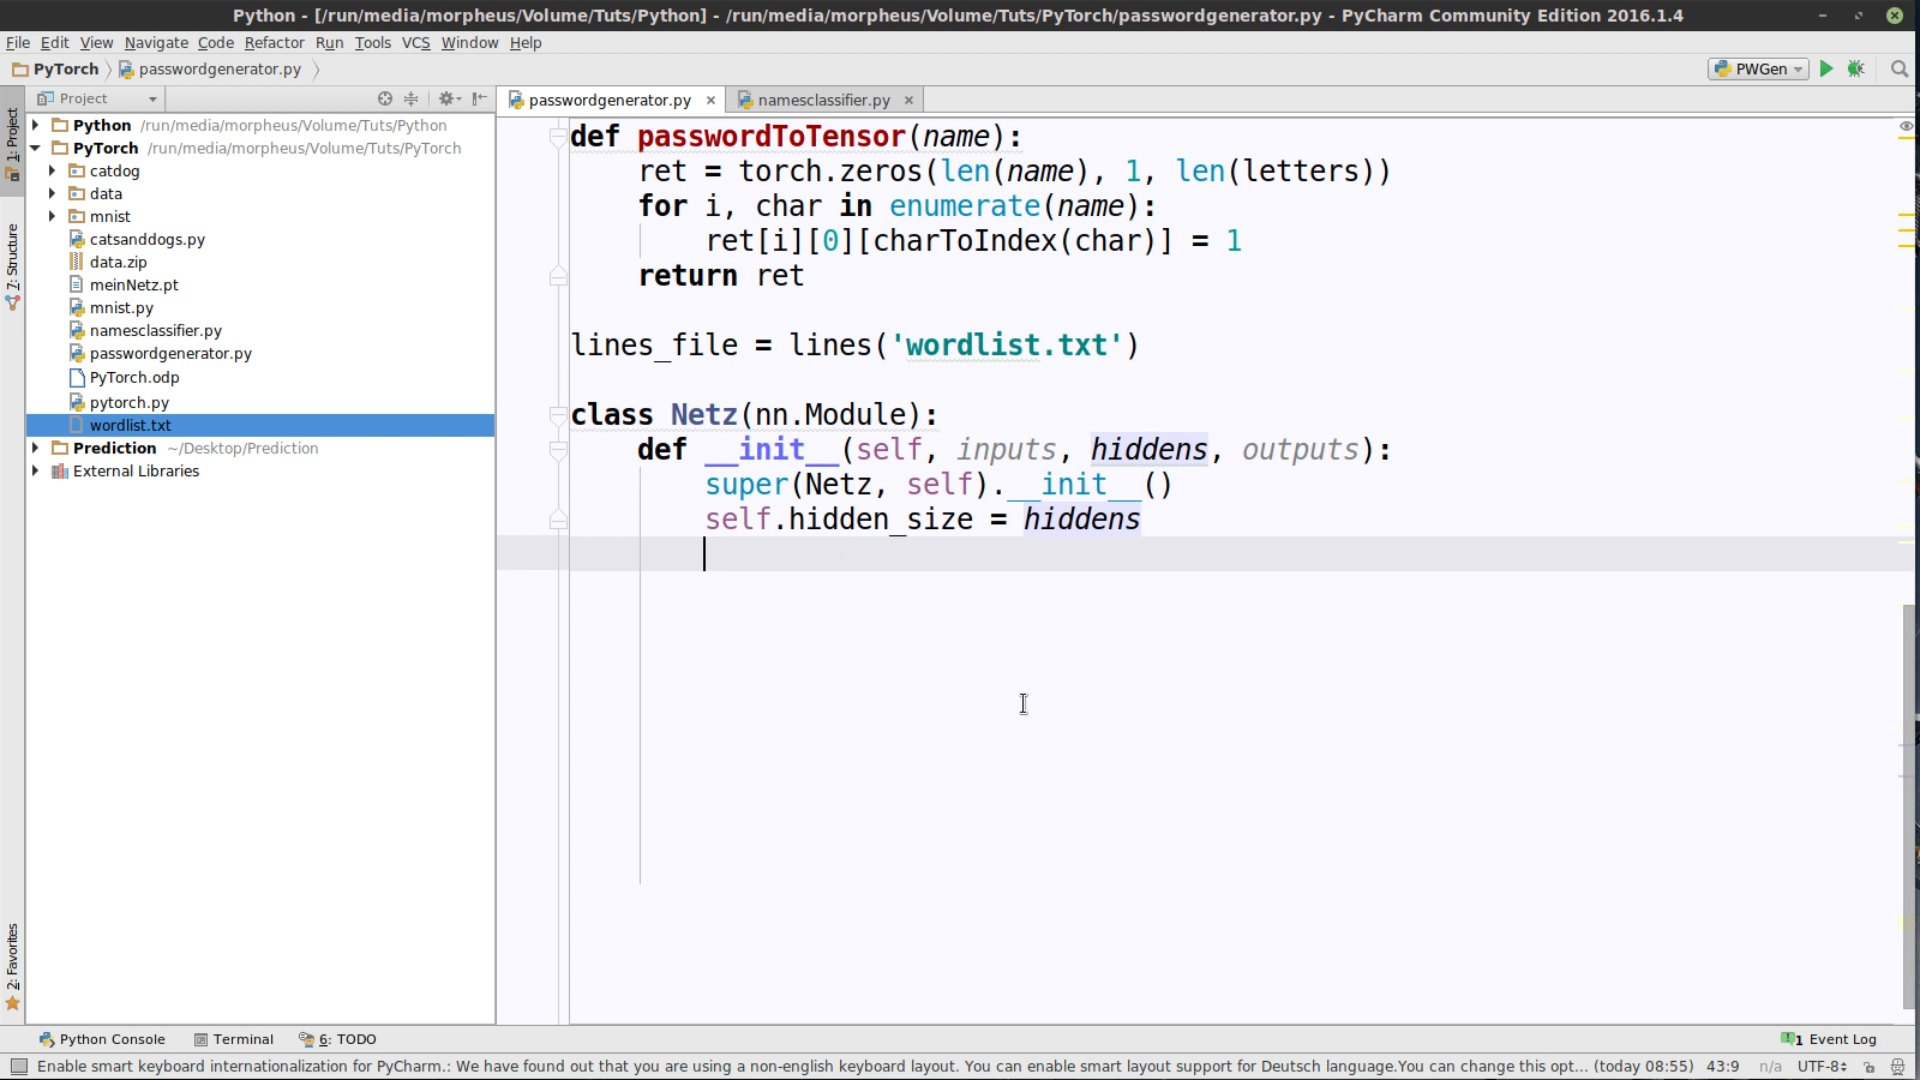 Python - [/run/media/morpheus/Volume/Tuts/Python] - /run/media/morpheus/Volume/Tuts/PyTorch/passwordgenerator.py - PyCharm Community Edition 2016.1.4
File Edit View Navigate Code Refactor Run Tools VCS Window Help
PyTorch passwordgenerator.py PWGen
Project passwordgenerator.py namesclassifier.py
1: Project
7: Structure
2: Favorites
Python /run/media/morpheus/Volume/Tuts/Python
PyTorch /run/media/morpheus/Volume/Tuts/PyTorch
catdog
data
mnist
catsanddogs.py
data.zip
meinNetz.pt
mnist.py
namesclassifier.py
passwordgenerator.py
PyTorch.odp
pytorch.py
wordlist.txt
Prediction ~/Desktop/Prediction
External Libraries
def passwordToTensor(name):
    ret = torch.zeros(len(name), 1, len(letters))
    for i, char in enumerate(name):
        ret[i][0][charToIndex(char)] = 1
    return ret
lines_file = lines('wordlist.txt')
class Netz(nn.Module):
    def __init__(self, inputs, hiddens, outputs):
        super(Netz, self).__init__()
        self.hidden_size = hiddens
Python Console Terminal 6: TODO 1 Event Log
Enable smart keyboard internationalization for PyCharm.: We have found out that you are using a non-english keyboard layout. You can enable smart layout support for Deutsch language.You can change this opt... (today 08:55) 43:9 n/a UTF-8